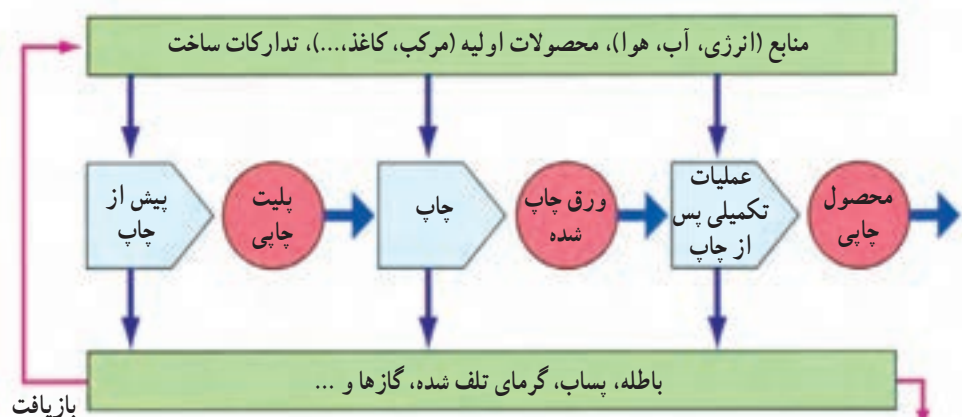 منابع (انرژی، آب، هوا)، محصولات اولیه (مرکب، کاغذ،...)، تدارکات ساخت
پیش از
چاپ
پلیت
چاپی
چاپ
ورق چاپ
شده
عملیات
تکمیلی پس
از چاپ
محصول
چاپی
باطله، پساب، گرمای تلف شده، گازها و ...
بازیافت